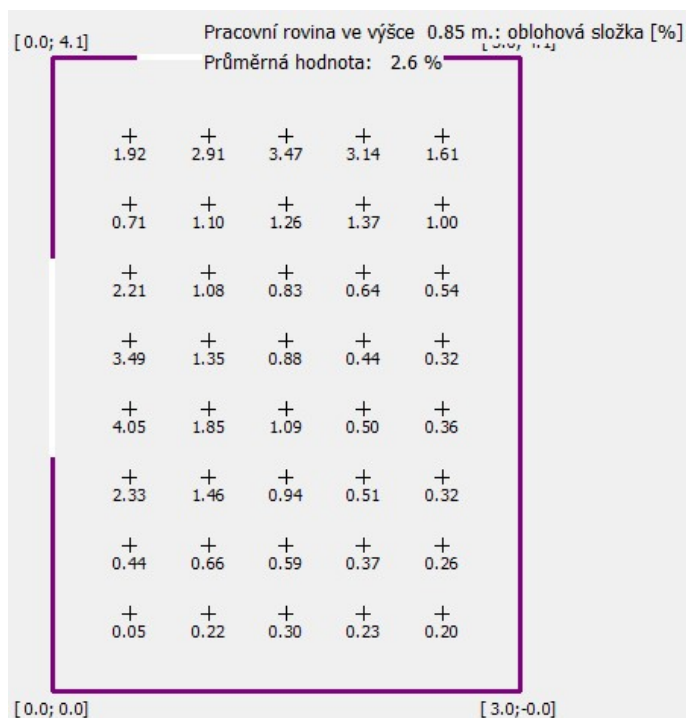 Pracovní rovina ve výšce 0.85 m.: oblohová složka [%]
[ 0.0; 4.1]
Průměrná hodnota: 2.6 %
1.92 2.91 3.47 3.14 1.61
0.71 1.10 1.26 1.37 1.00
2.21 1.08 0.83 0.64 0.54
3.49 1.35 0.88 0.44 0.32
4.05 1.85 1.09 0.50 0.36
2.33 1.46 0.94 0.51 0.32
0.44 0.66 0.59 0.37 0.26
0.05 0.22 0.30 0.23 0.20
[ 0.0; 0.0] [ 3.0;-0.0]